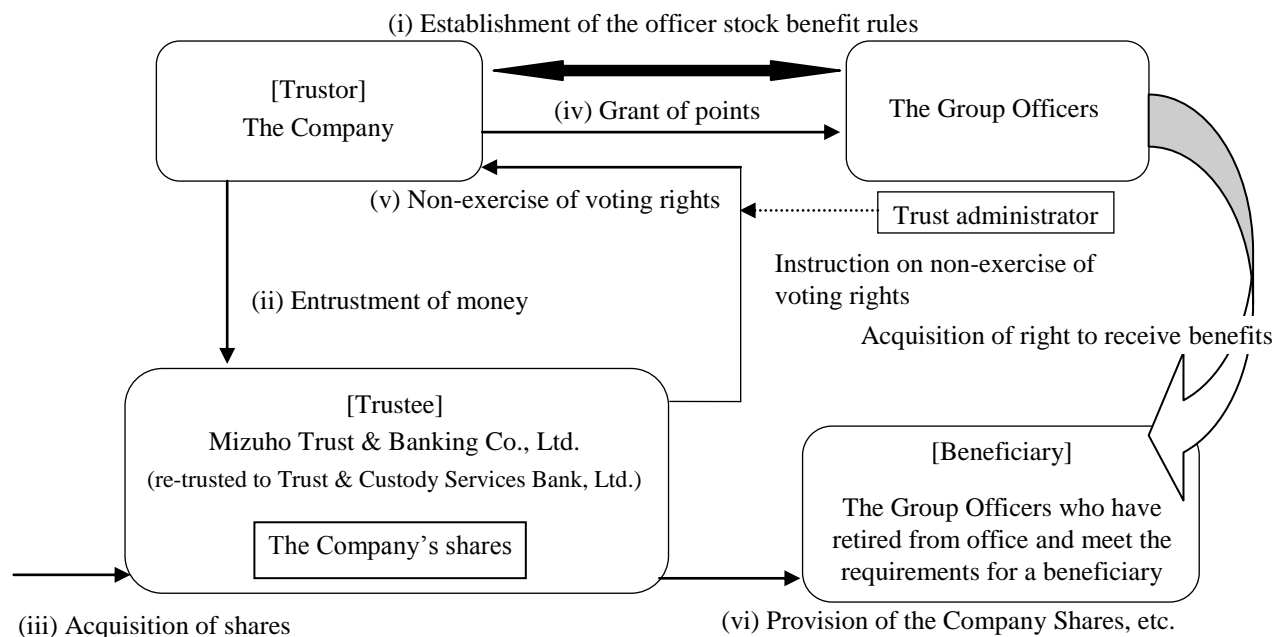 (i) Establishment of the officer stock benefit rules
[Trustor]
The Company
(iv) Grant of points
The Group Officers
(v) Non-exercise of voting rights
Trust administrator
Instruction on non-exercise of
voting rights
(ii) Entrustment of money
Acquisition of right to receive benefits
[Trustee]
Mizuho Trust & Banking Co., Ltd.
(re-trusted to Trust & Custody Services Bank, Ltd.)
The Company’s shares
[Beneficiary]
The Group Officers who have
retired from office and meet the
requirements for a beneficiary
(iii) Acquisition of shares
(vi) Provision of the Company Shares, etc.